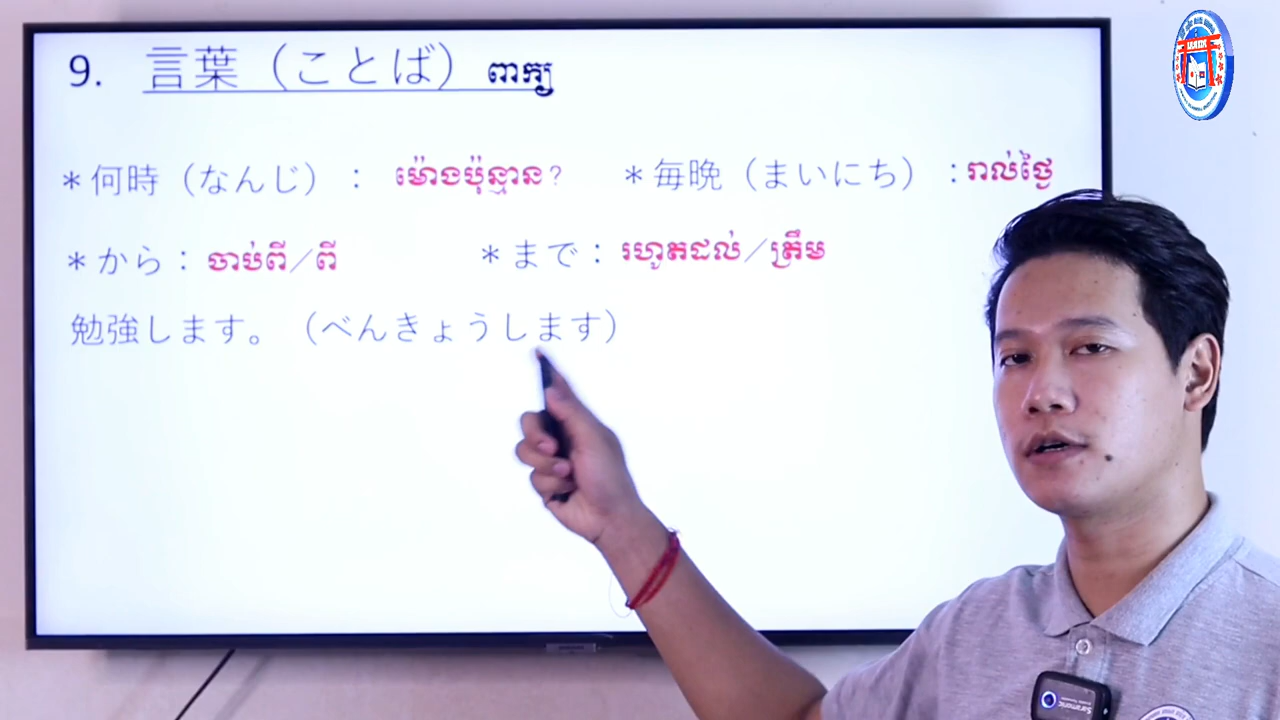 9. 言葉（ことば）ពាក្យ
＊何時（なんじ）： ម៉ោងប៉ុន្មាន? ＊毎晩（まいにち）：រាល់ថ្ងៃ
＊から： ចាប់ពី／ពី ＊まで： រហូតដល់／ត្រឹម
勉強します。（べんきょうします）
Saramonic